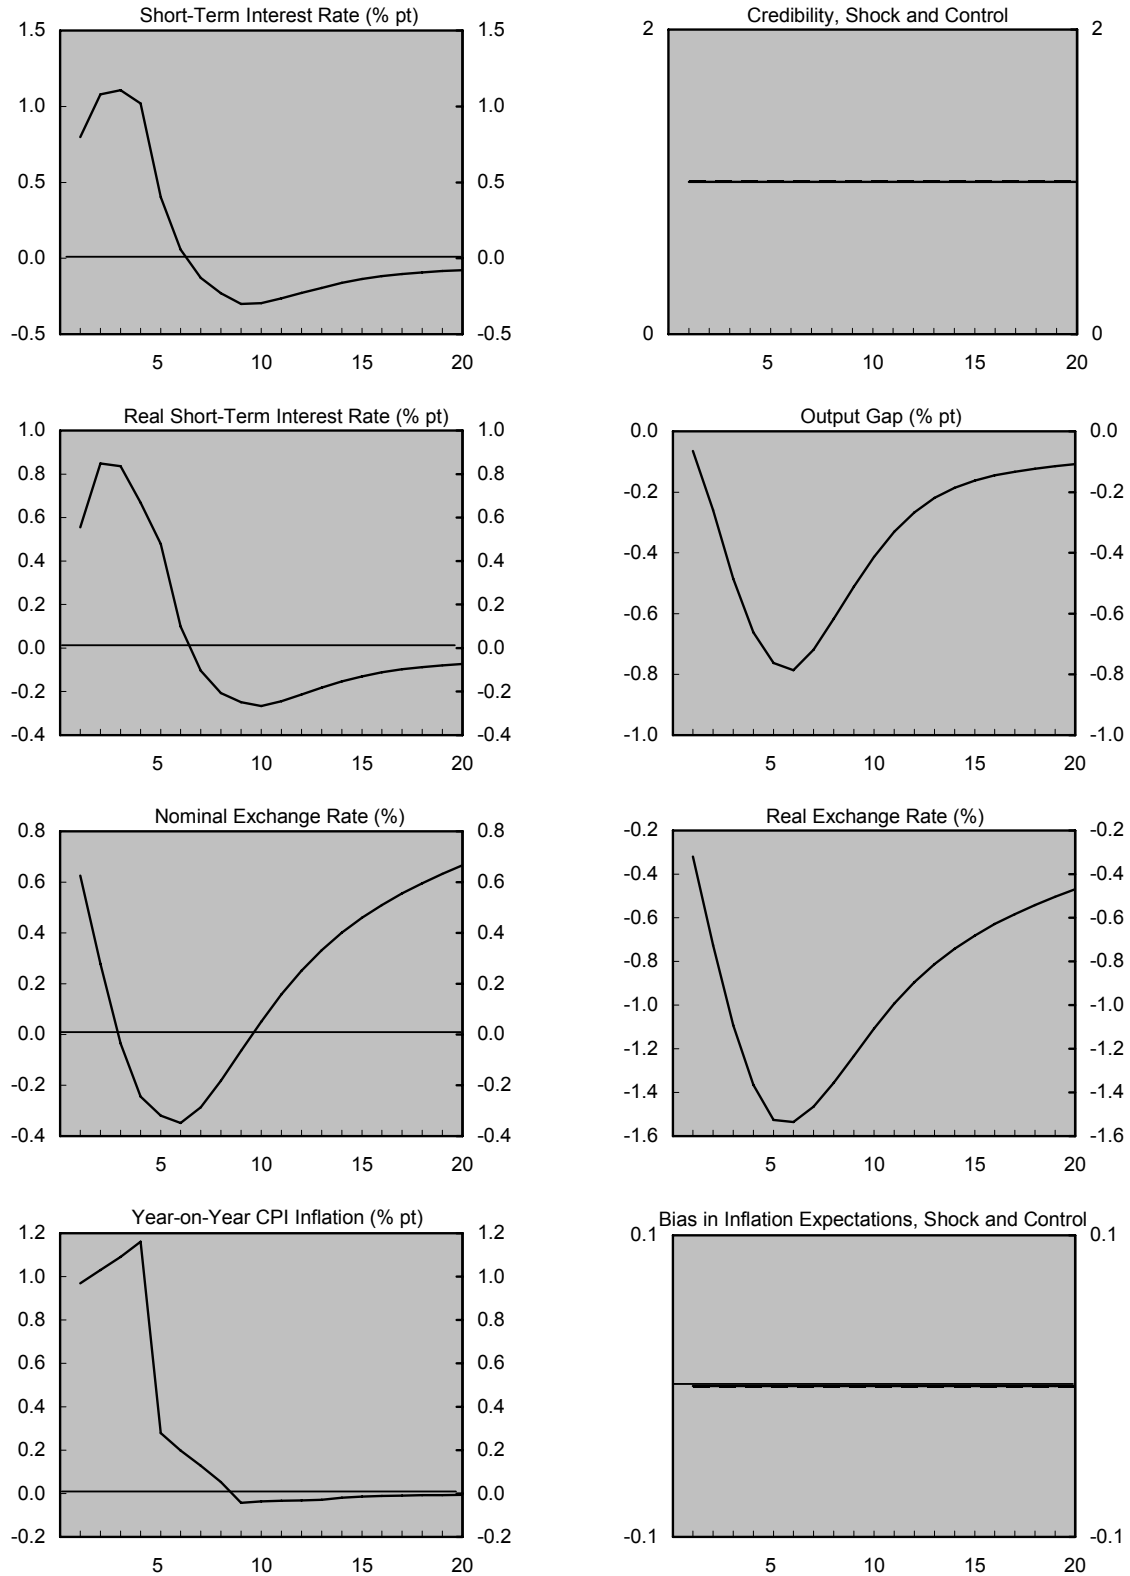 Short-Term Interest Rate (% pt)
1.5 1.5
1.0 1.0
0.5 0.5
0.0 0.0
-0.5 -0.5
5 10 15 20
Credibility, Shock and Control
2 2
0 0
5 10 15 20
Real Short-Term Interest Rate (% pt)
1.0 1.0
0.8 0.8
0.6 0.6
0.4 0.4
0.2 0.2
0.0 0.0
-0.2 -0.2
-0.4 -0.4
5 10 15 20
Output Gap (% pt)
0.0 0.0
-0.2 -0.2
-0.4 -0.4
-0.6 -0.6
-0.8 -0.8
-1.0 -1.0
5 10 15 20
Nominal Exchange Rate (%)
0.8 0.8
0.6 0.6
0.4 0.4
0.2 0.2
0.0 0.0
-0.2 -0.2
-0.4 -0.4
5 10 15 20
Real Exchange Rate (%)
-0.2 -0.2
-0.4 -0.4
-0.6 -0.6
-0.8 -0.8
-1.0 -1.0
-1.2 -1.2
-1.4 -1.4
-1.6 -1.6
5 10 15 20
Year-on-Year CPI Inflation (% pt)
1.2 1.2
1.0 1.0
0.8 0.8
0.6 0.6
0.4 0.4
0.2 0.2
0.0 0.0
-0.2 -0.2
5 10 15 20
Bias in Inflation Expectations, Shock and Control
0.1 0.1
-0.1 -0.1
5 10 15 20